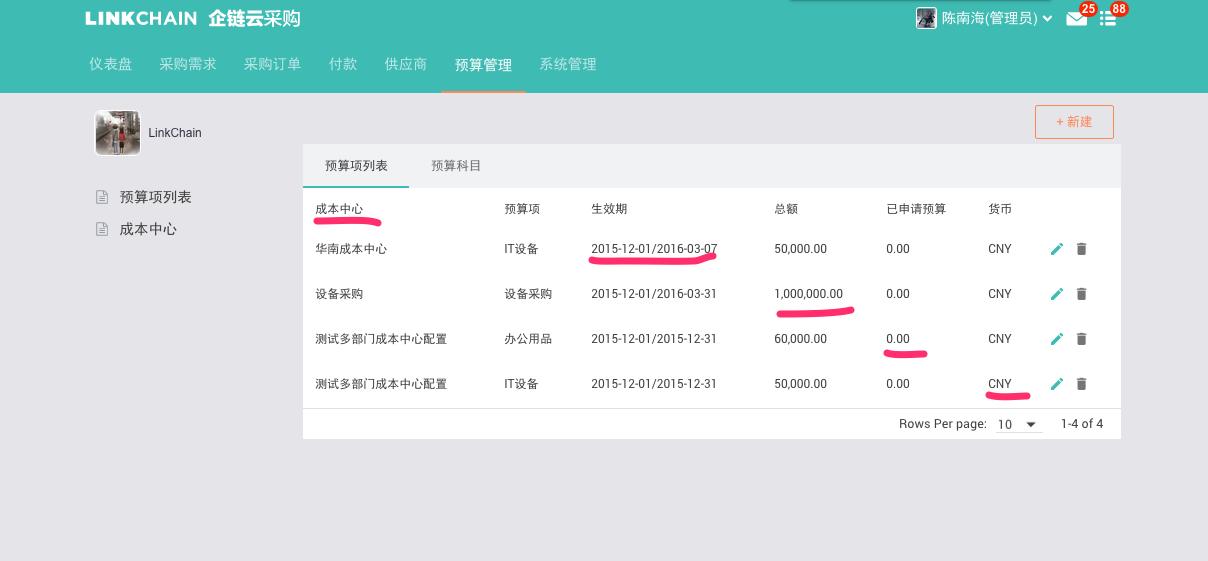 LINKCHAIN 企链云采购 陈南海(管理员) 25 88
仪表盘 采购需求 采购订单 付款 供应商 预算管理 系统管理
LinkChain
+ 新建
预算项列表 预算科目
预算项列表
成本中心
成本中心 预算项 生效期 总额 已申请预算 货币
华南成本中心 IT设备 2015-12-01/2016-03-07 50,000.00 0.00 CNY
设备采购 设备采购 2015-12-01/2016-03-31 1,000,000.00 0.00 CNY
测试多部门成本中心配置 办公用品 2015-12-01/2015-12-31 60,000.00 0.00 CNY
测试多部门成本中心配置 IT设备 2015-12-01/2015-12-31 50,000.00 0.00 CNY
Rows Per page: 10 1-4 of 4